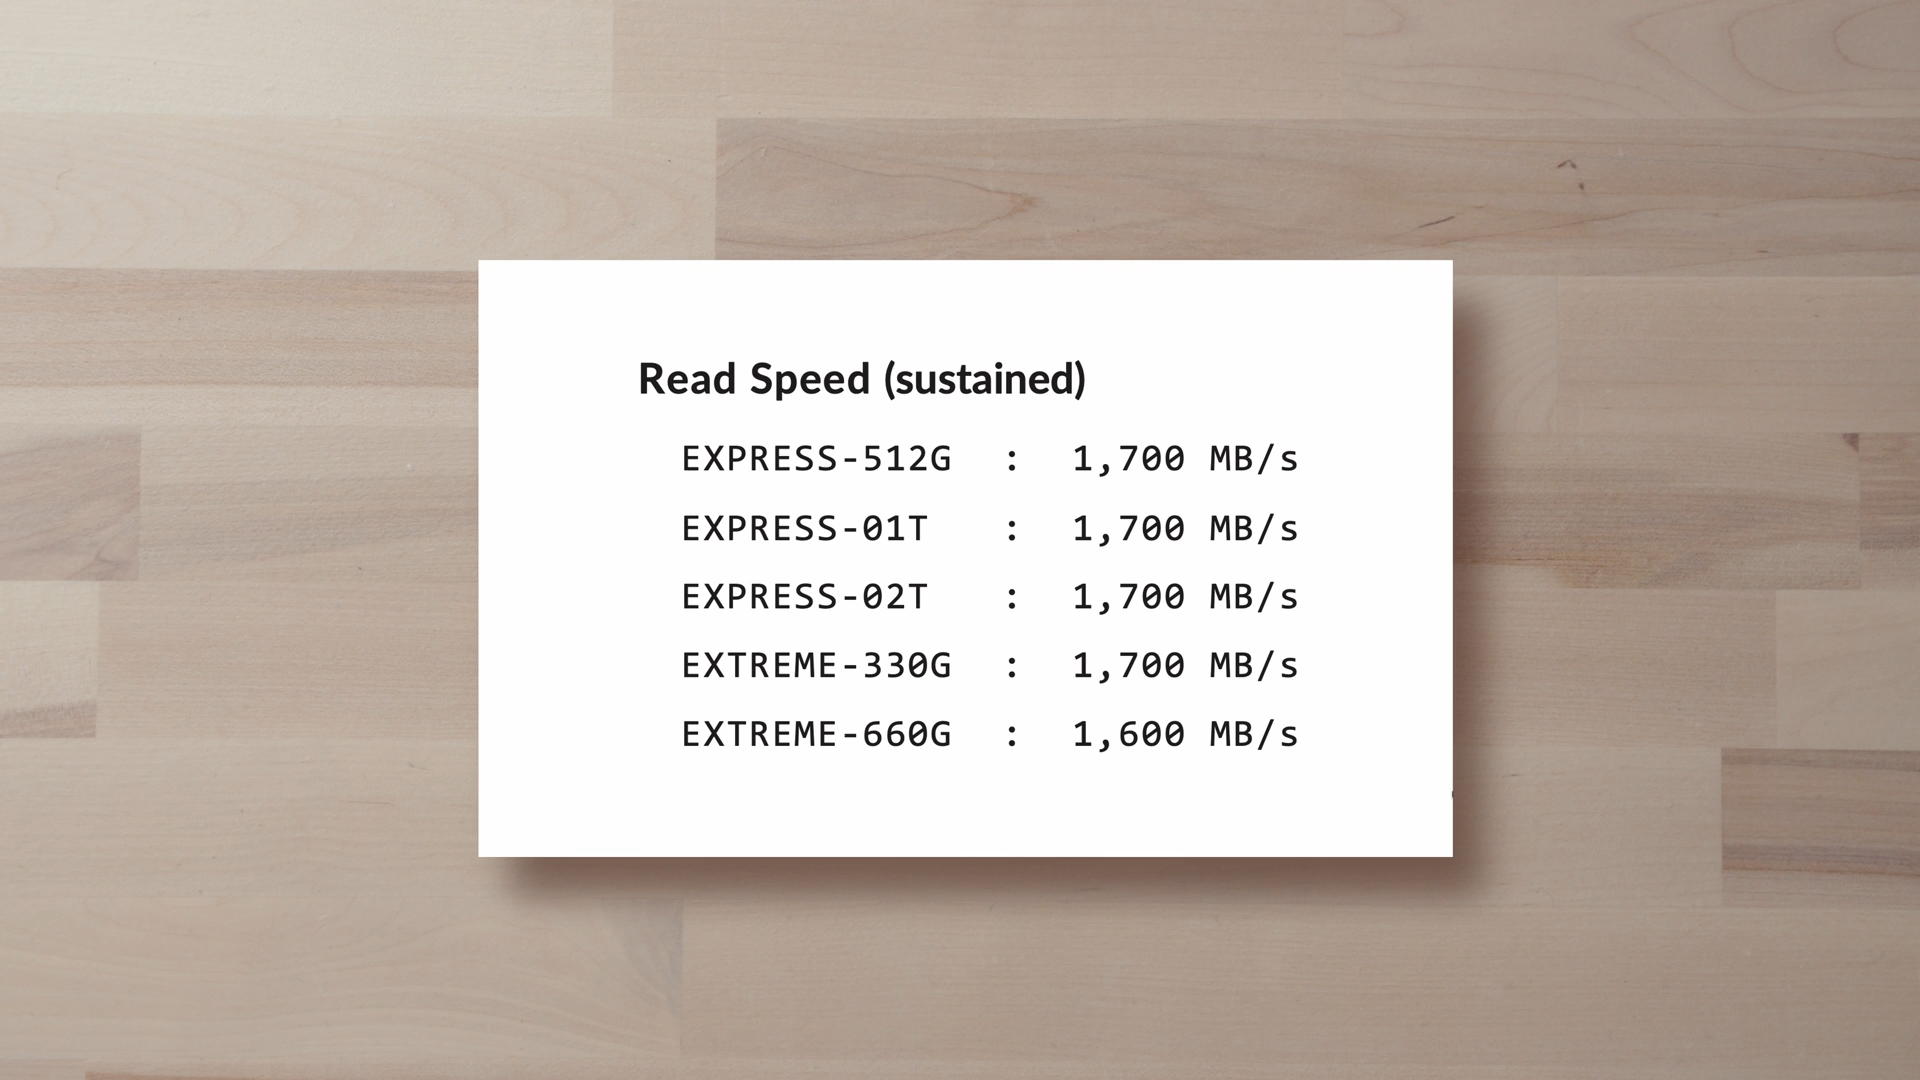 Read Speed (sustained)
EXPRESS-512G : 1,700 MB/s
EXPRESS-01T : 1,700 MB/s
EXPRESS-02T : 1,700 MB/s
EXTREME-330G : 1,700 MB/s
EXTREME-660G : 1,600 MB/s